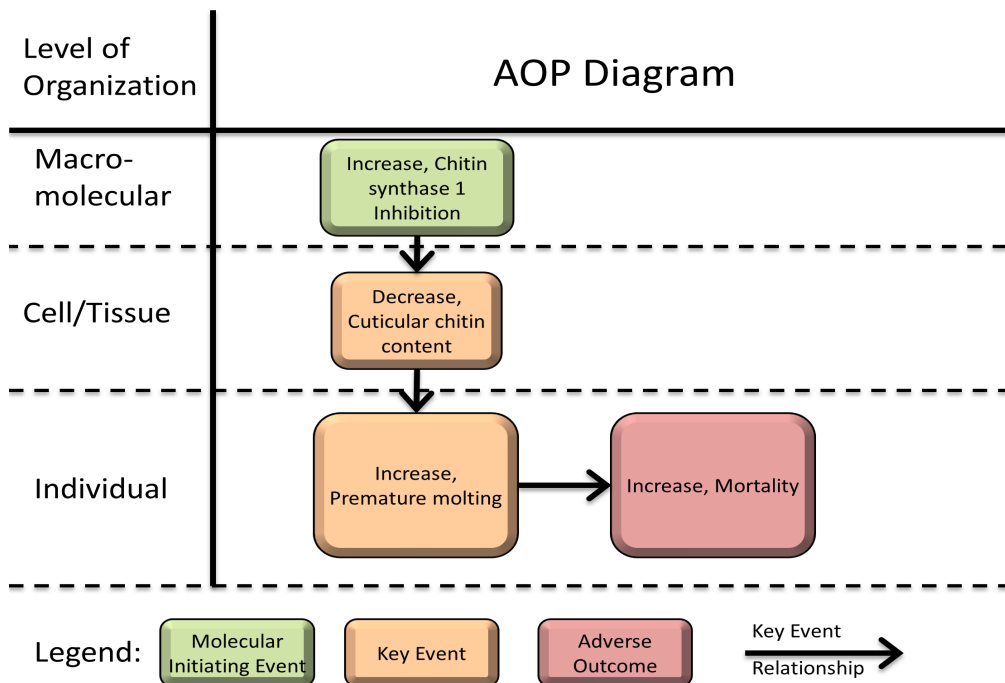 Level of
Organization
AOP Diagram
Macro-
molecular
Increase, Chitin
synthase 1
Inhibition
Cell/Tissue
Decrease,
Cuticular chitin
content
Individual
Increase,
Premature molting
Increase, Mortality
Legend:
Molecular
Initiating Event
Key Event
Adverse
Outcome
Key Event
Relationship